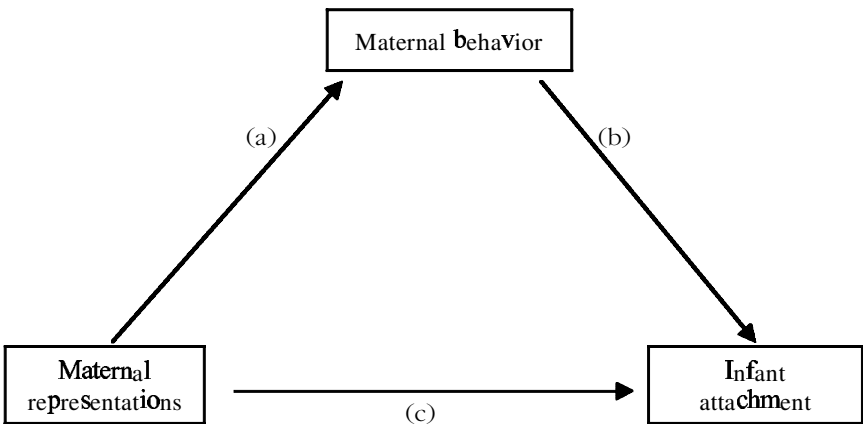 Maternal behavior
(a)
(b)
Maternal
representations
Infant
attachment
(c)